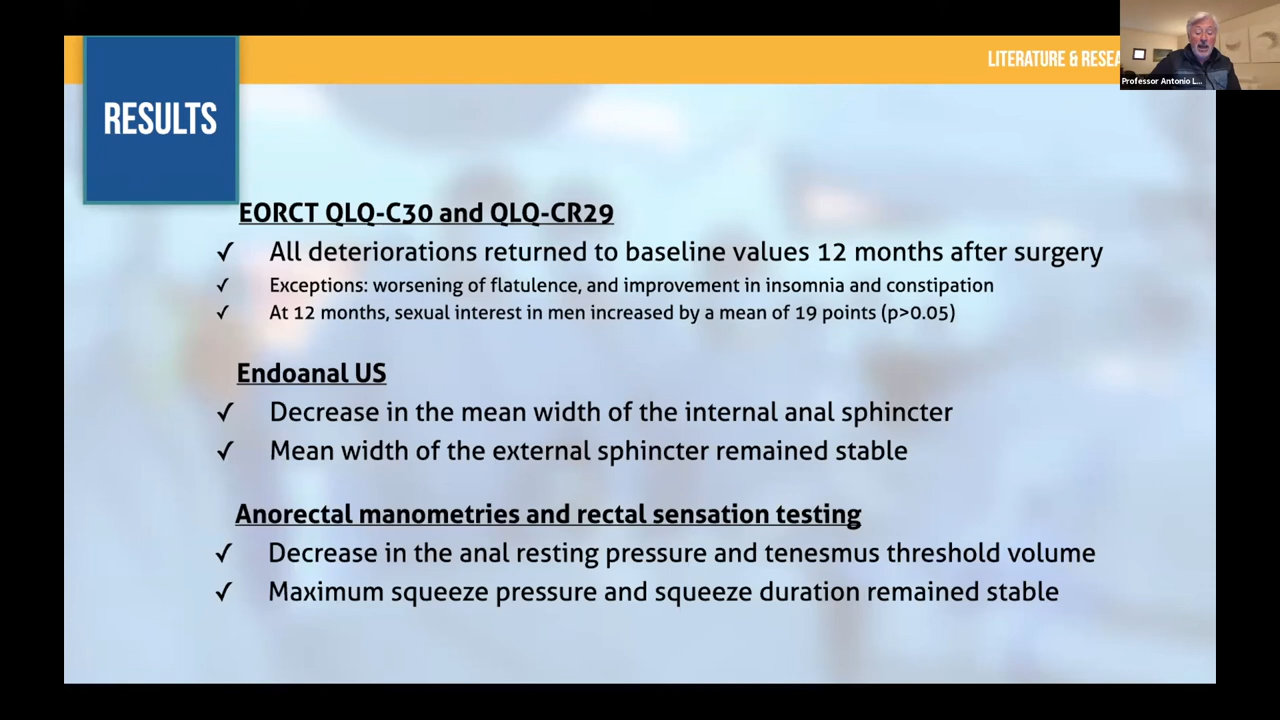 LITERATURE &
RESULTS
Professor Antonio L...
EORCT QLQ-C30 and QLQ-CR29
✓ All deteriorations returned to baseline values 12 months after surgery
✓ Exceptions: worsening of flatulence, and improvement in insomnia and constipation
✓ At 12 months, sexual interest in men increased by a mean of 19 points (p>0.05)
Endoanal US
✓ Decrease in the mean width of the internal anal sphincter
✓ Mean width of the external sphincter remained stable
Anorectal manometries and rectal sensation testing
✓ Decrease in the anal resting pressure and tenesmus threshold volume
✓ Maximum squeeze pressure and squeeze duration remained stable